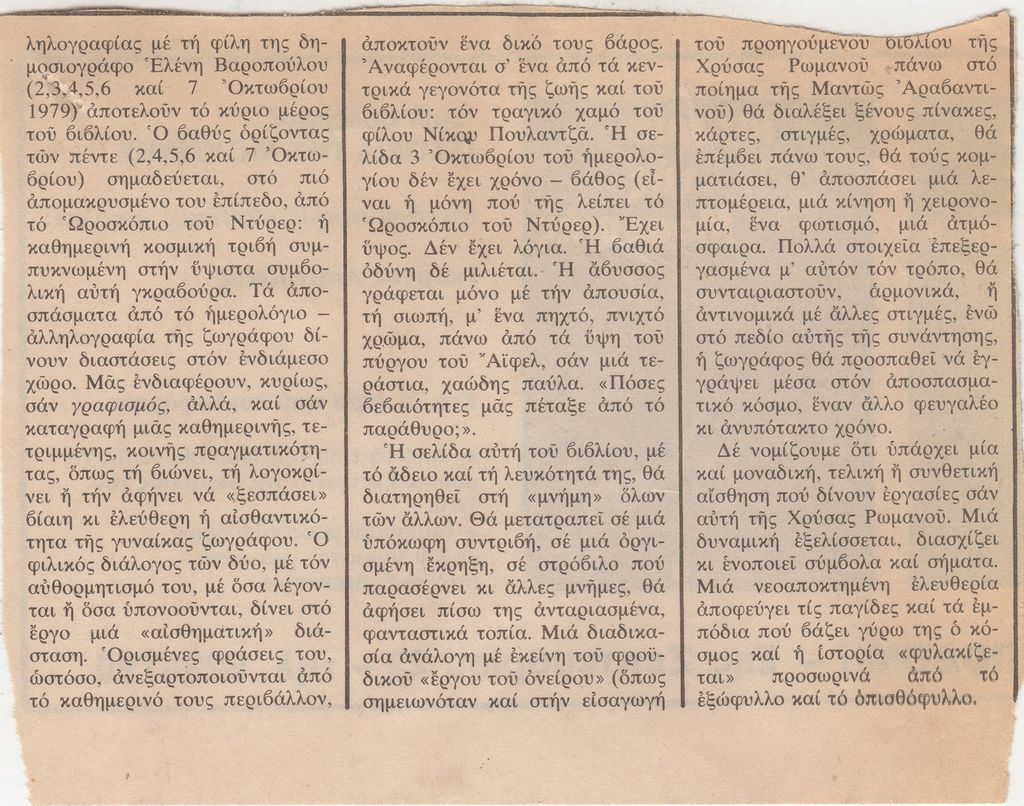 ληλογραφίας μέ τή φίλη της δη-
μοσιογράφο Ἑλένη Βαροπούλου
(2,3,4,5,6 καί 7 Ὀκτωβρίου
1979) ἀποτελοῦν τό κύριο μέρος
τοῦ βιβλίου. Ὁ βαθύς ὁρίζοντας
τῶν πέντε (2,4,5,6 καί 7 Ὀκτω-
βρίου) σημαδεύεται, στό πιό
ἀπομακρυσμένο του ἐπίπεδο, ἀπό
τό Ὡροσκόπιο τοῦ Ντύρερ: ἡ
καθημερινή κοσμική τριβή συμ-
πυκνωμένη στήν ὕψιστα συμβο-
λική αὐτή γκραβούρα. Τά ἀπο-
σπάσματα ἀπό τό ἡμερολόγιο –
ἀλληλογραφία τῆς ζωγράφου δί-
νουν διαστάσεις στόν ἐνδιάμεσο
χῶρο. Μᾶς ἐνδιαφέρουν, κυρίως,
σάν γραφισμός, ἀλλά, καί σάν
καταγραφή μιᾶς καθημερινῆς, τε-
τριμμένης, κοινῆς πραγματικότη-
τας, ὅπως τή βιώνει, τή λογοκρί-
νει ἤ τήν ἀφήνει νά «ξεσπάσει»
βίαιη κι ἐλεύθερη ἡ αἰσθαντικό-
τητα τῆς γυναίκας ζωγράφου. Ὁ
φιλικός διάλογος τῶν δύο, μέ τόν
αὐθορμητισμό του, μέ ὅσα λέγον-
ται ἤ ὅσα ὑπονοοῦνται, δίνει στό
ἔργο μιά «αἰσθηματική» διά-
σταση. Ὁρισμένες φράσεις του,
ὡστόσο, ἀνεξαρτοποιοῦνται ἀπό
τό καθημερινό τους περιβάλλον,
ἀποκτοῦν ἕνα δικό τους βάρος.
Ἀναφέρονται σ' ἕνα ἀπό τά κεν-
τρικά γεγονότα τῆς ζωῆς καί τοῦ
βιβλίου: τόν τραγικό χαμό τοῦ
φίλου Νίκου Πουλαντζᾶ. Ἡ σε-
λίδα 3 Ὀκτωβρίου τοῦ ἡμερολο-
γίου δέν ἔχει χρόνο – βάθος (εἶ-
ναι ἡ μόνη πού τῆς λείπει τό
Ὡροσκόπιο τοῦ Ντύρερ). Ἔχει
ὕψος. Δέν ἔχει λόγια. Ἡ βαθιά
ὀδύνη δέ μιλιέται. Ἡ ἄβυσσος
γράφεται μόνο μέ τήν ἀπουσία,
τή σιωπή, μ' ἕνα πηχτό, πνιχτό
χρῶμα, πάνω ἀπό τά ὕψη τοῦ
πύργου τοῦ Ἄϊφελ, σάν μιά τε-
ράστια, χαώδης παύλα. «Πόσες
βεβαιότητες μᾶς πέταξε ἀπό τό
παράθυρο;».
Ἡ σελίδα αὐτή τοῦ βιβλίου, μέ
τό ἄδειο καί τή λευκότητά της, θά
διατηρηθεῖ στή «μνήμη» ὅλων
τῶν ἄλλων. Θά μετατραπεῖ σέ μιά
ὑπόκωφη συντριβή, σέ μιά ὀργι-
σμένη ἔκρηξη, σέ στρόβιλο πού
παρασέρνει κι ἄλλες μνῆμες, θά
ἀφήσει πίσω της ἀνταριασμένα,
φανταστικά τοπία. Μιά διαδικα-
σία ἀνάλογη μέ ἐκείνη τοῦ φροϋ-
δικοῦ «ἔργου τοῦ ὀνείρου» (ὅπως
σημειωνόταν καί στήν εἰσαγωγή
τοῦ προηγούμενου βιβλίου τῆς
Χρύσας Ρωμανοῦ πάνω στό
ποίημα τῆς Μαντῶς Ἀραβαντι-
νοῦ) θά διαλέξει ξένους πίνακες,
κάρτες, στιγμές, χρώματα, θά
ἐπέμβει πάνω τους, θά τούς κομ-
ματιάσει, θ' ἀποσπάσει μιά λε-
πτομέρεια, μιά κίνηση ἤ χειρονο-
μία, ἕνα φωτισμό, μιά ἀτμό-
σφαιρα. Πολλά στοιχεῖα ἐπεξερ-
γασμένα μ' αὐτόν τόν τρόπο, θά
συνταιριαστοῦν, ἁρμονικά, ἤ
ἀντινομικά μέ ἄλλες στιγμές, ἐνῶ
στό πεδίο αὐτῆς τῆς συνάντησης,
ἡ ζωγράφος θά προσπαθεῖ νά ἐγ-
γράψει μέσα στόν ἀποσπασμα-
τικό κόσμο, ἕναν ἄλλο φευγαλέο
κι ἀνυπότακτο χρόνο.
Δέ νομίζουμε ὅτι ὑπάρχει μία
καί μοναδική, τελική ἤ συνθετική
αἴσθηση πού δίνουν ἐργασίες σάν
αὐτή τῆς Χρύσας Ρωμανοῦ. Μιά
δυναμική ἐξελίσσεται, διασχίζει
κι ἑνοποιεῖ σύμβολα καί σήματα.
Μιά νεοαποκτημένη ἐλευθερία
ἀποφεύγει τίς παγίδες καί τά ἐμ-
πόδια πού βάζει γύρω της ὁ κό-
σμος καί ἡ ἱστορία «φυλακίζε-
ται» προσωρινά ἀπό τό
ἐξώφυλλο καί τό ὀπισθόφυλλο.